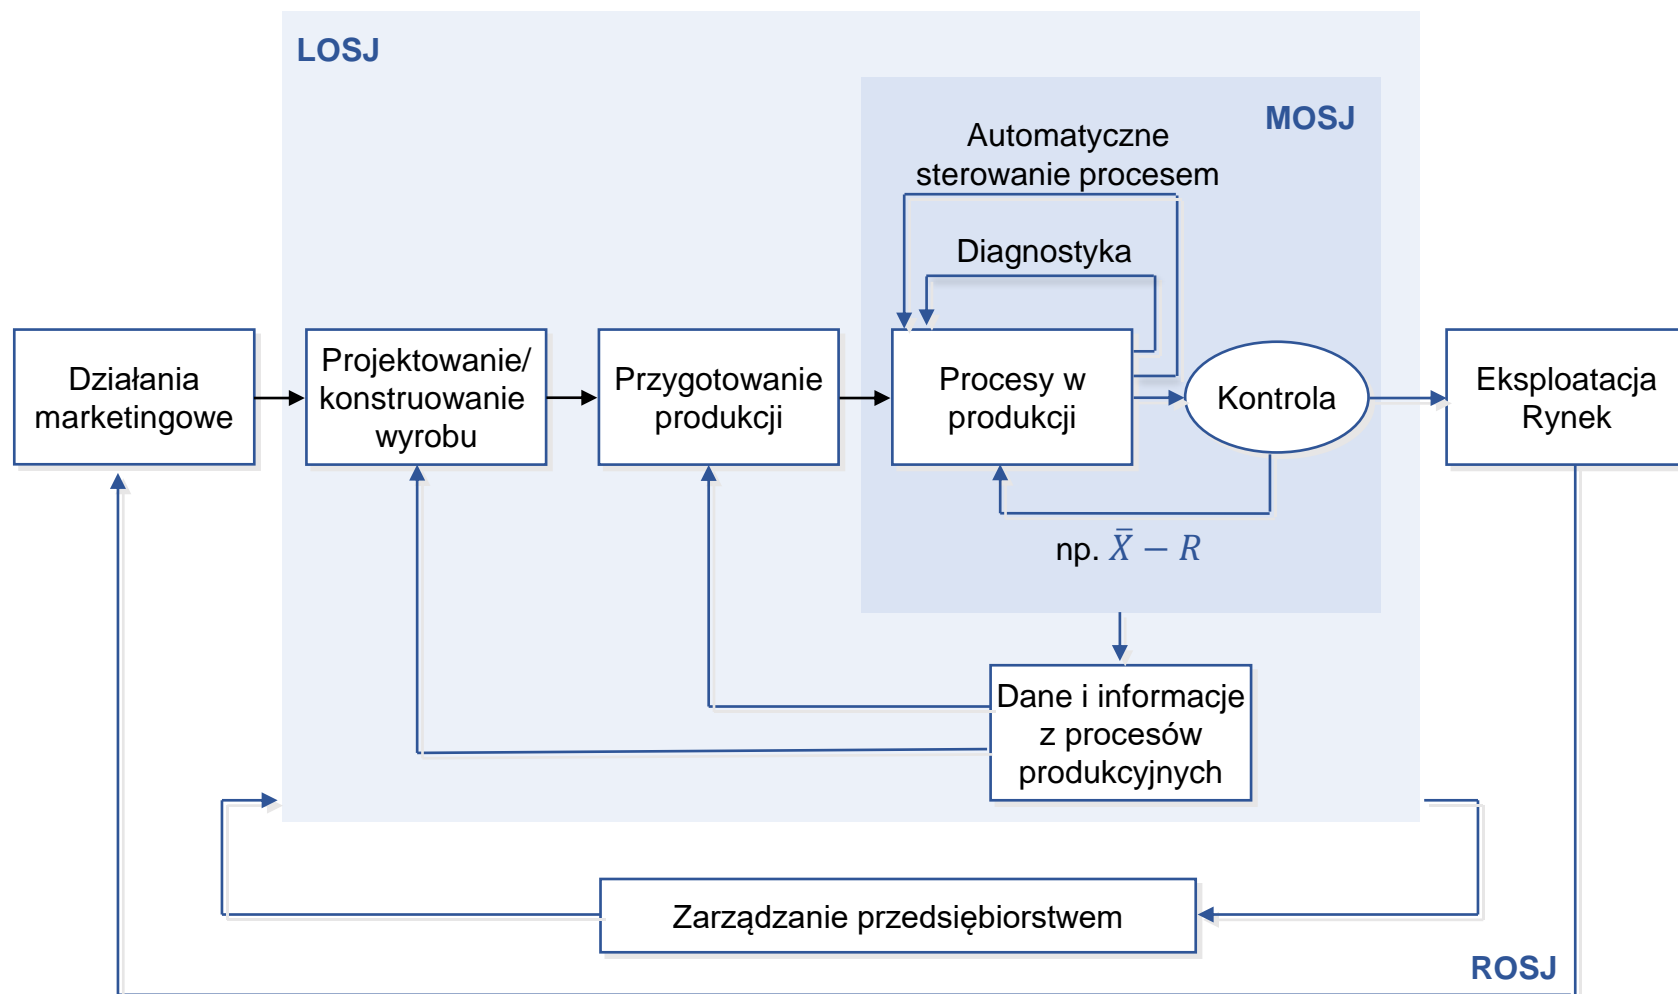 LOSJ
MOSJ
Automatyczne
sterowanie procesem
Diagnostyka
Działania
marketingowe
Projektowanie/
konstruowanie
wyrobu
Przygotowanie
produkcji
Procesy w
produkcji
Kontrola
Eksploatacja
Rynek
np. X̅ − R
Dane i informacje
z procesów
produkcyjnych
Zarządzanie przedsiębiorstwem
ROSJ